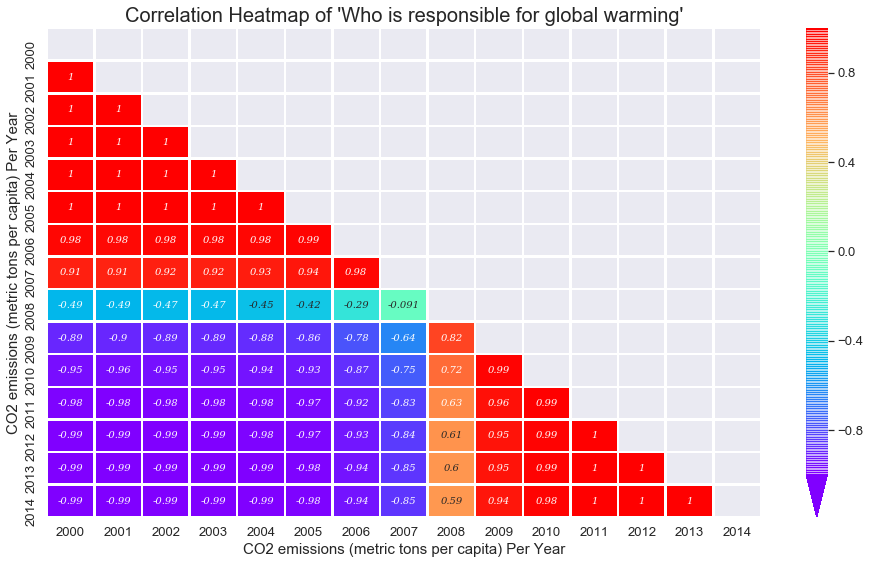 Correlation Heatmap of 'Who is responsible for global warming'
CO2 emissions (metric tons per capita) Per Year
2000
2001 1
2002 1 1
2003 1 1 1
2004 1 1 1 1
2005 1 1 1 1 1
2006 0.98 0.98 0.98 0.98 0.98 0.99
2007 0.91 0.91 0.92 0.92 0.93 0.94 0.98
2008 -0.49 -0.49 -0.47 -0.47 -0.45 -0.42 -0.29 -0.091
2009 -0.89 -0.9 -0.89 -0.89 -0.88 -0.86 -0.78 -0.64 0.82
2010 -0.95 -0.96 -0.95 -0.95 -0.94 -0.93 -0.87 -0.75 0.72 0.99
2011 -0.98 -0.98 -0.98 -0.98 -0.98 -0.97 -0.92 -0.83 0.63 0.96 0.99
2012 -0.99 -0.99 -0.99 -0.99 -0.98 -0.97 -0.93 -0.84 0.61 0.95 0.99 1
2013 -0.99 -0.99 -0.99 -0.99 -0.99 -0.98 -0.94 -0.85 0.6 0.95 0.99 1 1
2014 -0.99 -0.99 -0.99 -0.99 -0.99 -0.98 -0.94 -0.85 0.59 0.94 0.98 1 1 1
2000 2001 2002 2003 2004 2005 2006 2007 2008 2009 2010 2011 2012 2013 2014
CO2 emissions (metric tons per capita) Per Year
0.8
0.4
0.0
−0.4
−0.8